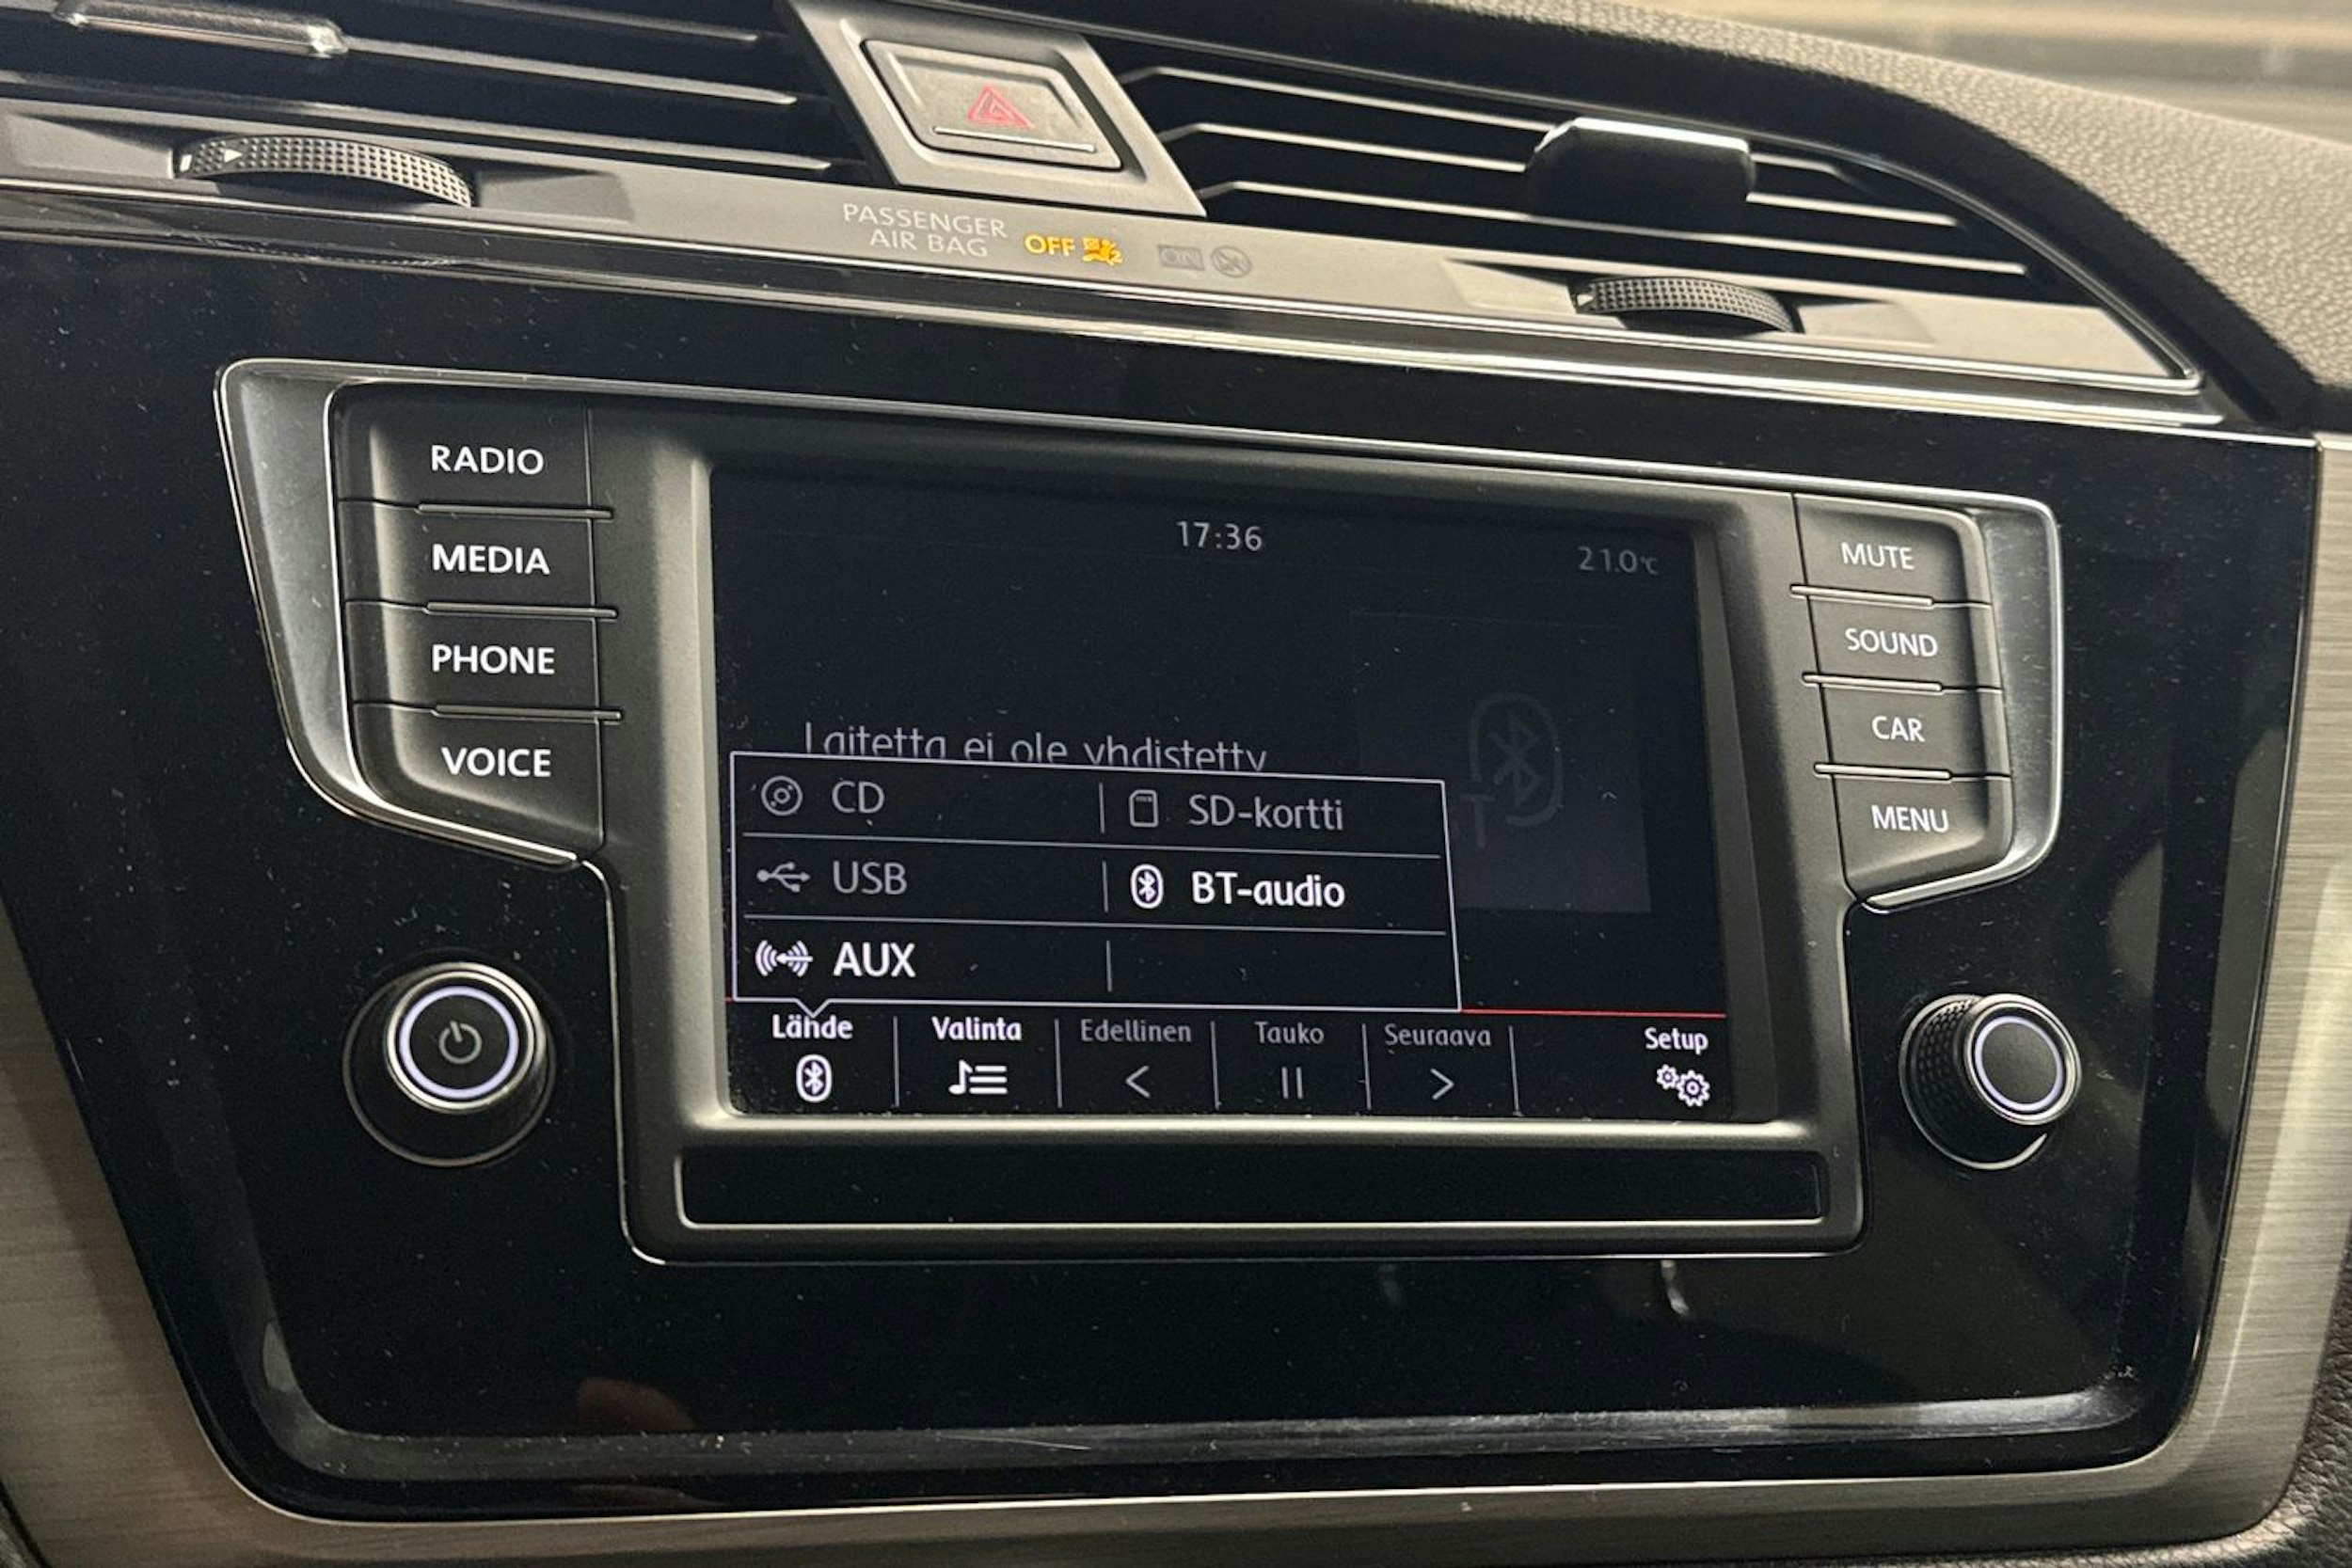 PASSENGER
AIR BAG OFF ON
RADIO
MEDIA
PHONE
VOICE
17:36
21.0°C
Laitetta ei ole yhdistetty
CD
SD-kortti
USB
BT-audio
AUX
Lähde
Valinta
Edellinen
Tauko
Seuraava
Setup
MUTE
SOUND
CAR
MENU